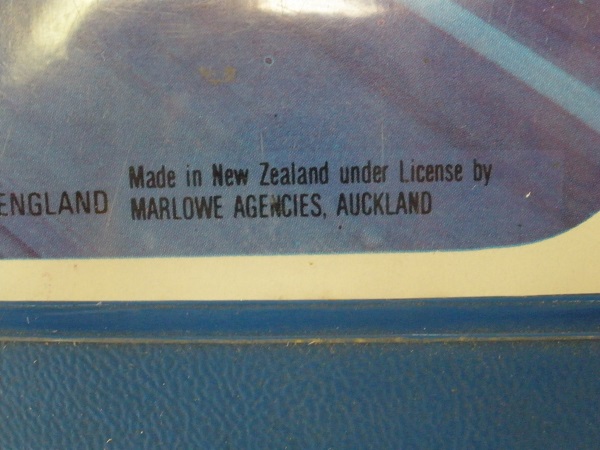 Made in New Zealand under License by
ENGLAND MARLOWE AGENCIES, AUCKLAND